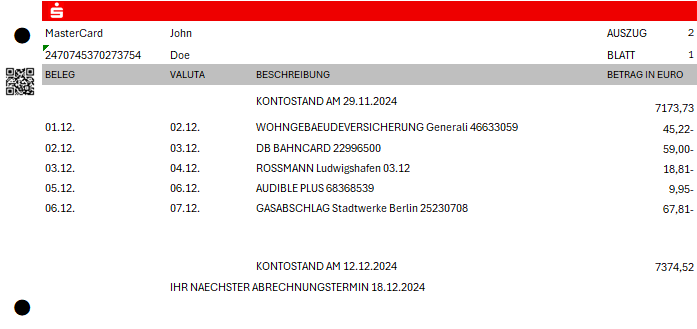 MasterCard John AUSZUG 2
2470745370273754 Doe BLATT 1
BELEG VALUTA BESCHREIBUNG BETRAG IN EURO
KONTOSTAND AM 29.11.2024 7173,73
01.12. 02.12. WOHNGEBAEUDEVERSICHERUNG Generali 46633059 45,22-
02.12. 03.12. DB BAHNCARD 22996500 59,00-
03.12. 04.12. ROSSMANN Ludwigshafen 03.12 18,81-
05.12. 06.12. AUDIBLE PLUS 68368539 9,95-
06.12. 07.12. GASABSCHLAG Stadtwerke Berlin 25230708 67,81-
KONTOSTAND AM 12.12.2024 7374,52
IHR NAECHSTER ABRECHNUNGSTERMIN 18.12.2024